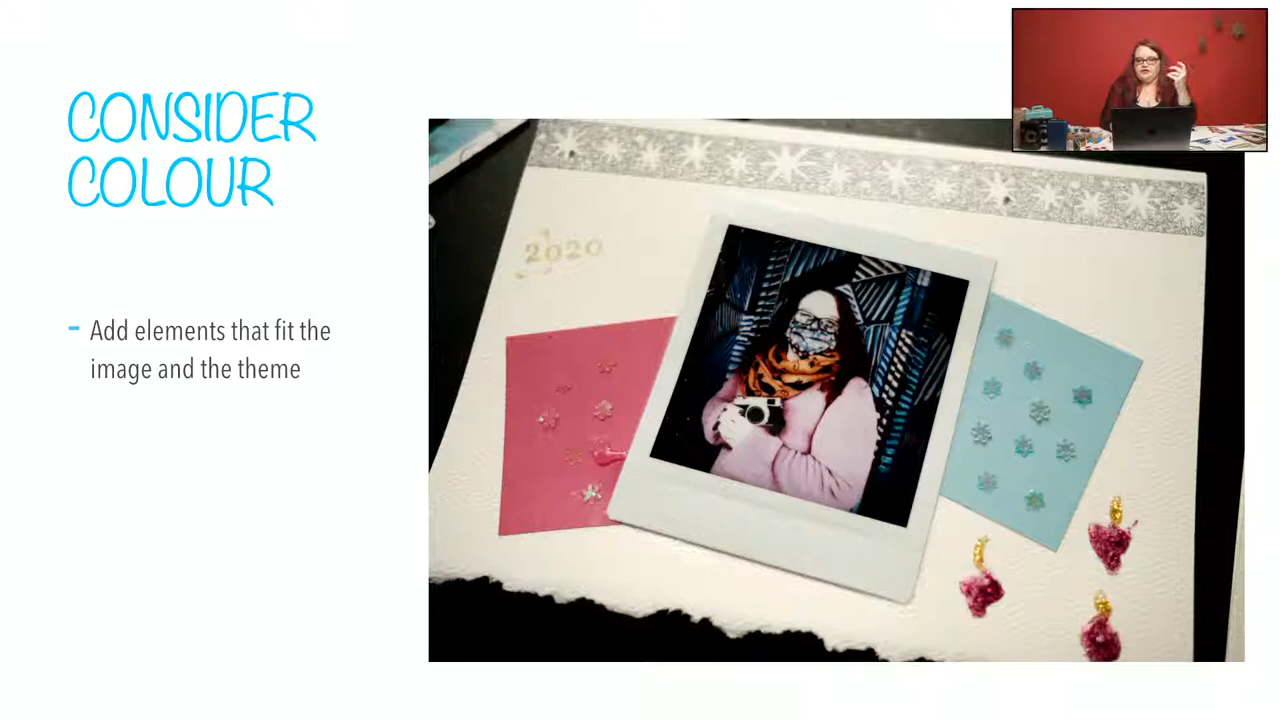 CONSIDER
COLOUR
- Add elements that fit the
image and the theme
2020